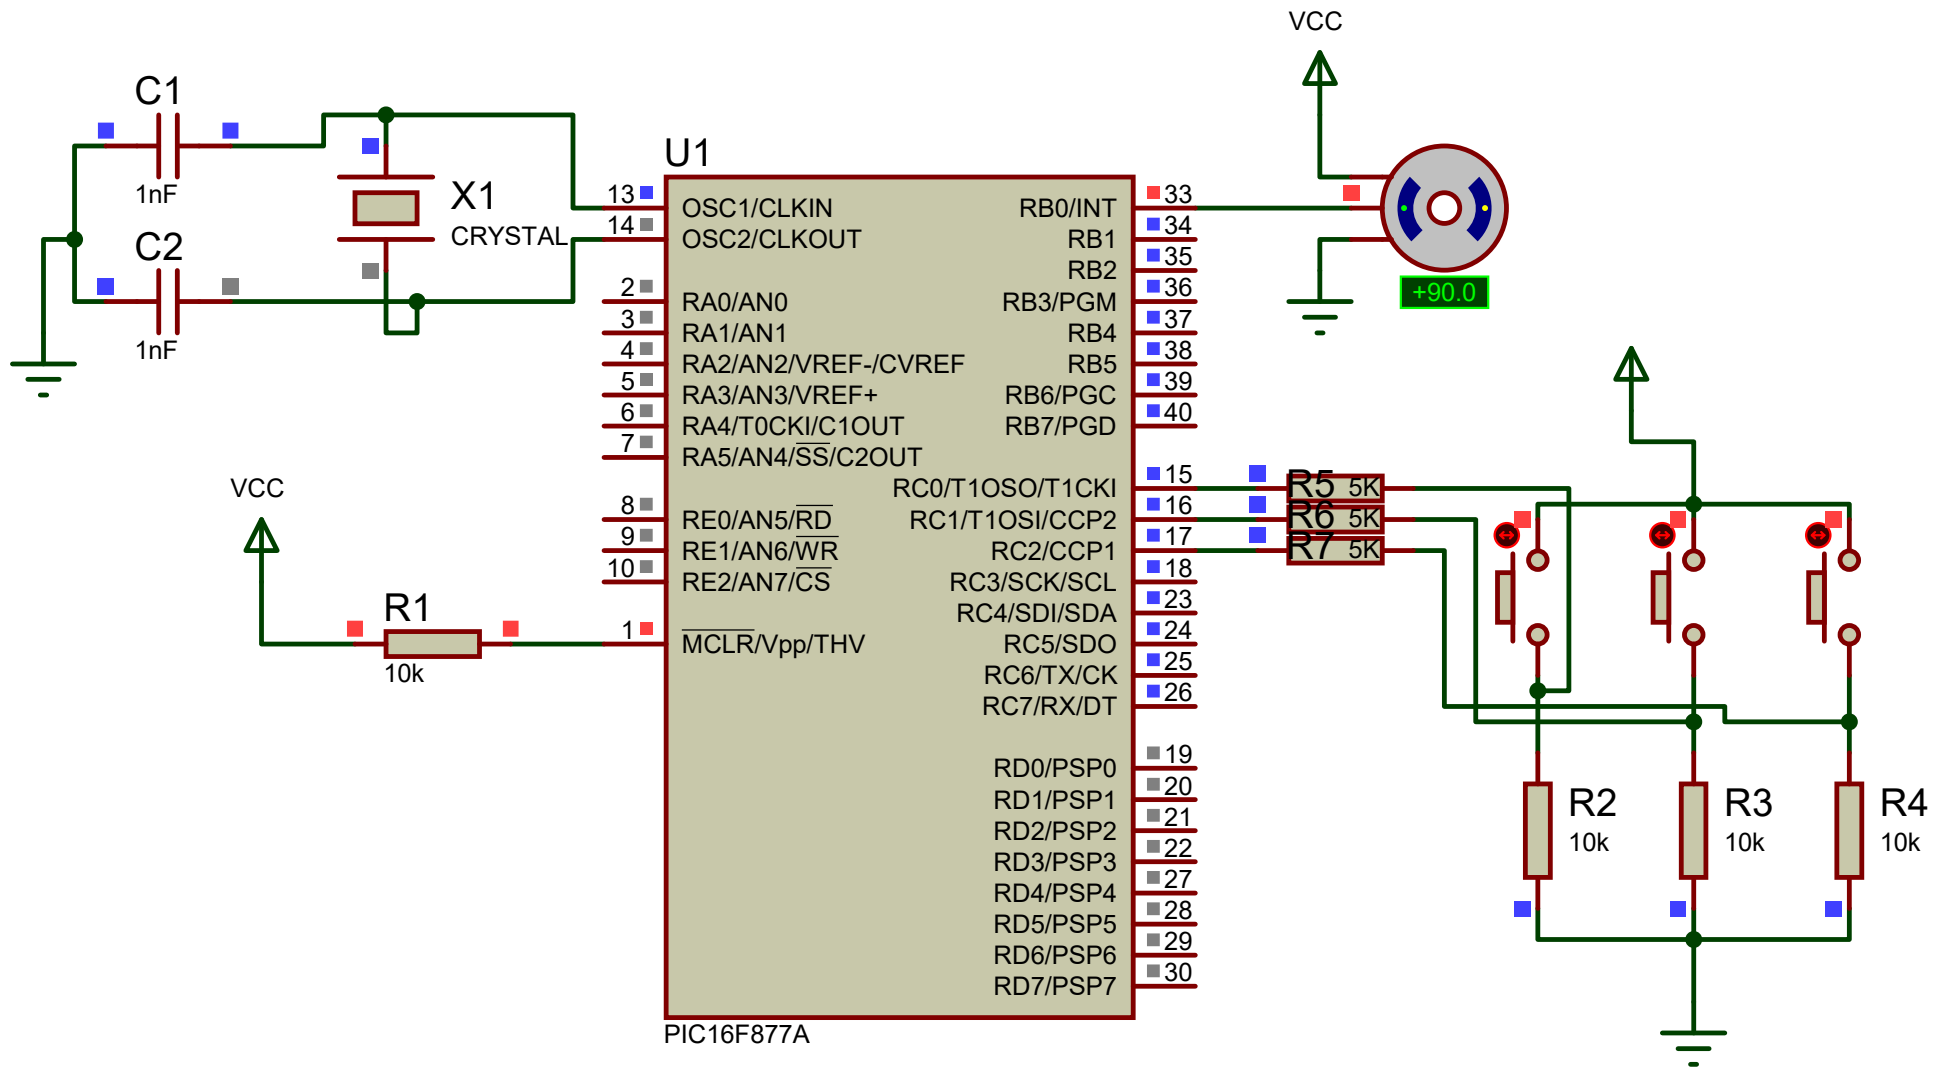 VCC
C1
1nF
C2
1nF
X1
CRYSTAL
U1
13 OSC1/CLKIN
14 OSC2/CLKOUT
2 RA0/AN0
3 RA1/AN1
4 RA2/AN2/VREF-/CVREF
5 RA3/AN3/VREF+
6 RA4/T0CKI/C1OUT
7 RA5/AN4/SS/C2OUT
8 RE0/AN5/RD
9 RE1/AN6/WR
10 RE2/AN7/CS
1 MCLR/Vpp/THV
RB0/INT 33
RB1 34
RB2 35
RB3/PGM 36
RB4 37
RB5 38
RB6/PGC 39
RB7/PGD 40
RC0/T1OSO/T1CKI 15
RC1/T1OSI/CCP2 16
RC2/CCP1 17
RC3/SCK/SCL 18
RC4/SDI/SDA 23
RC5/SDO 24
RC6/TX/CK 25
RC7/RX/DT 26
RD0/PSP0 19
RD1/PSP1 20
RD2/PSP2 21
RD3/PSP3 22
RD4/PSP4 27
RD5/PSP5 28
RD6/PSP6 29
RD7/PSP7 30
PIC16F877A
VCC
R1
10k
+90.0
R5 5K
R6 5K
R7 5K
R2
10k
R3
10k
R4
10k